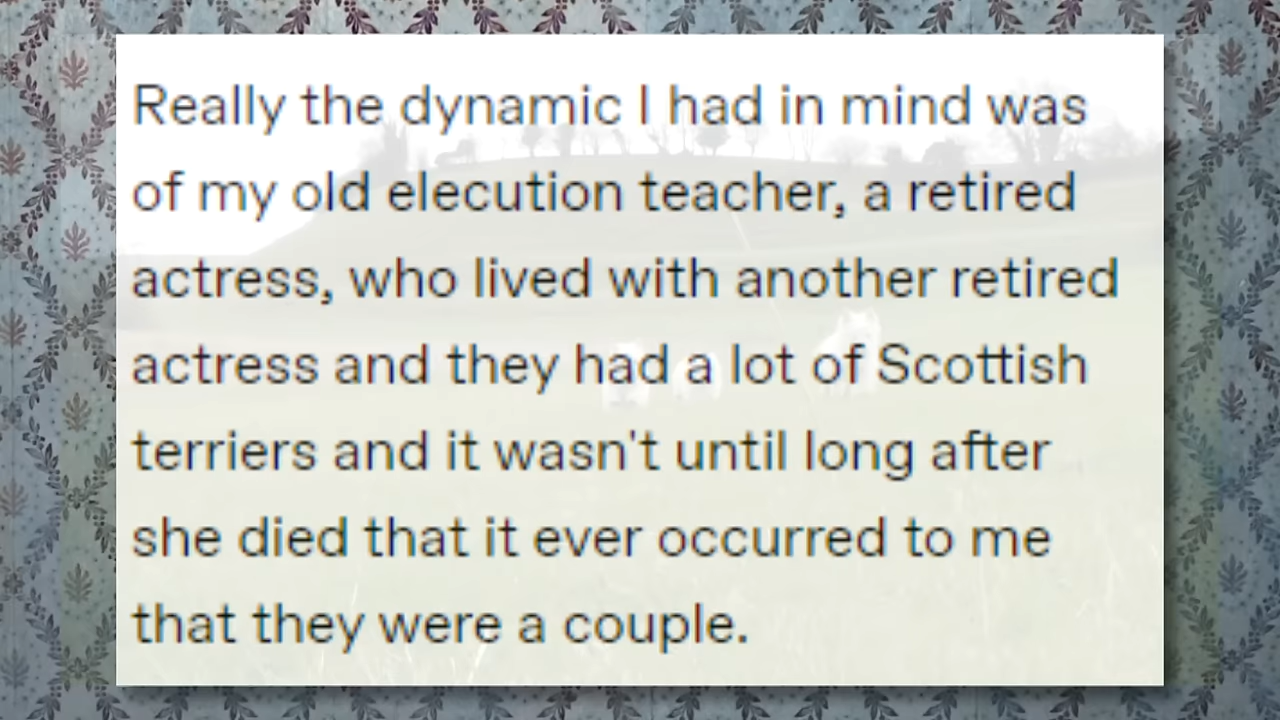 Really the dynamic I had in mind was
of my old elecution teacher, a retired
actress, who lived with another retired
actress and they had a lot of Scottish
terriers and it wasn't until long after
she died that it ever occurred to me
that they were a couple.